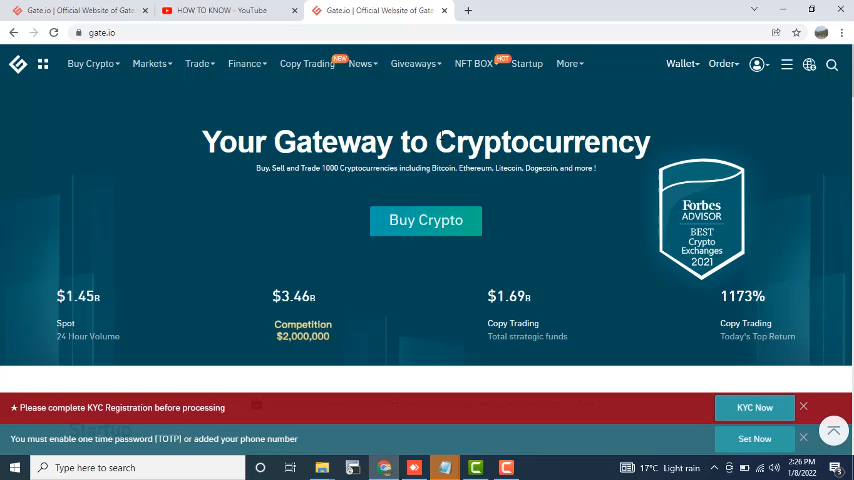 Gate.io | Official Website of Gate.
HOW TO KNOW - YouTube
Gate.io | Official Website of Gate.
gate.io
Buy Crypto
Markets
Trade
Finance
Copy Trading
NEW
News
Giveaways
NFT BOX
HOT
Startup
More
Wallet
Order
Your Gateway to Cryptocurrency
Buy, Sell and Trade 1000 Cryptocurrencies including Bitcoin, Ethereum, Litecoin, Dogecoin, and more !
Buy Crypto
Forbes
ADVISOR
BEST
Crypto
Exchanges
2021
$1.45B
Spot
24 Hour Volume
$3.46B
Competition
$2,000,000
$1.69B
Copy Trading
Total strategic funds
1173%
Copy Trading
Today's Top Return
★ Please complete KYC Registration before processing
KYC Now
Startup
You must enable one time password (TOTP) or added your phone number
Set Now
Type here to search
17°C Light rain
2:26 PM
1/8/2022
3